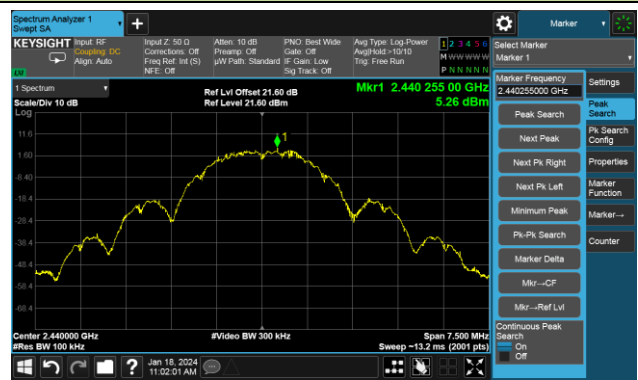 Spectrum Analyzer 1
Swept SA
Marker
KEYSIGHT
Input: RF
Coupling: DC
Align: Auto
Input Z: 50 Ω
Corrections: Off
Freq Ref: Int (S)
NFE: Off
Atten: 10 dB
Preamp: Off
µW Path: Standard
PNO: Best Wide
Gate: Off
IF Gain: Low
Sig Track: Off
Avg Type: Log-Power
Avg|Hold:>10/10
Trig: Free Run
1 2 3 4 5 6
M W W W W W
P N N N N N
LXI
Select Marker
Marker 1
1 Spectrum
Scale/Div 10 dB
Log
Ref Lvl Offset 21.60 dB
Ref Level 21.60 dBm
Mkr1 2.440 255 00 GHz
5.26 dBm
11.6
1.60
-8.40
-18.4
-28.4
-38.4
-48.4
-58.4
-68.4
1
Center 2.440000 GHz
#Res BW 100 kHz
#Video BW 300 kHz
Span 7.500 MHz
Sweep ~13.2 ms (2001 pts)
Marker Frequency
2.440255000 GHz
Peak Search
Next Peak
Next Pk Right
Next Pk Left
Minimum Peak
Pk-Pk Search
Marker Delta
Mkr→CF
Mkr→Ref Lvl
Continuous Peak
Search
On
Off
Settings
Peak
Search
Pk Search
Config
Properties
Marker
Function
Marker→
Counter
?
Jan 18, 2024
11:02:01 AM